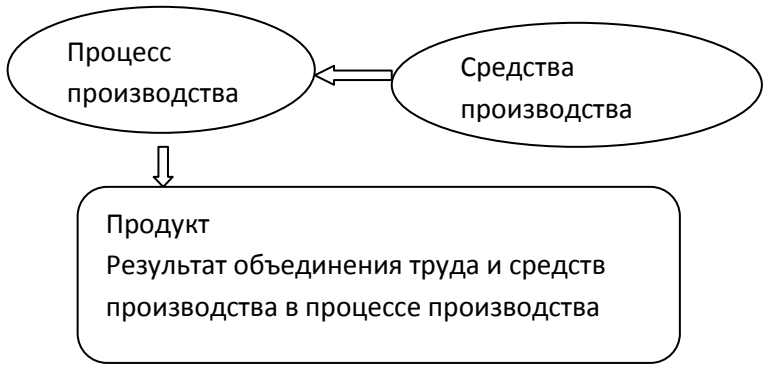 Процесс
производства
Средства
производства
Продукт
Результат объединения труда и средств
производства в процессе производства